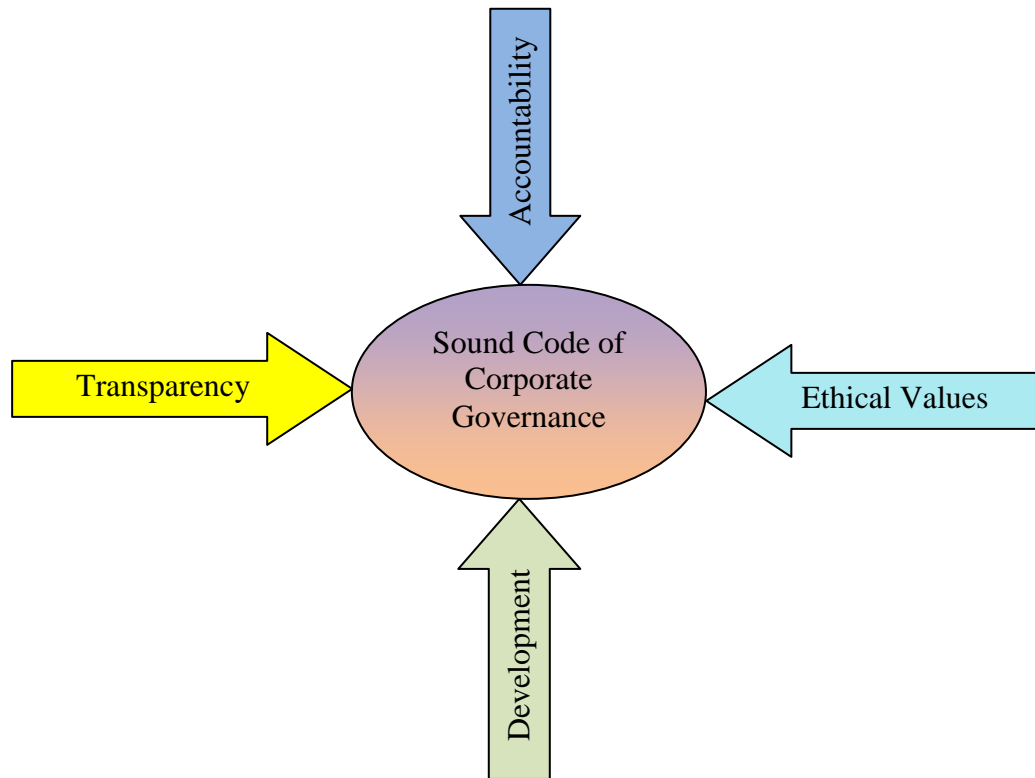 Accountability
Sound Code of
Corporate
Governance
Transparency
Ethical Values
Development